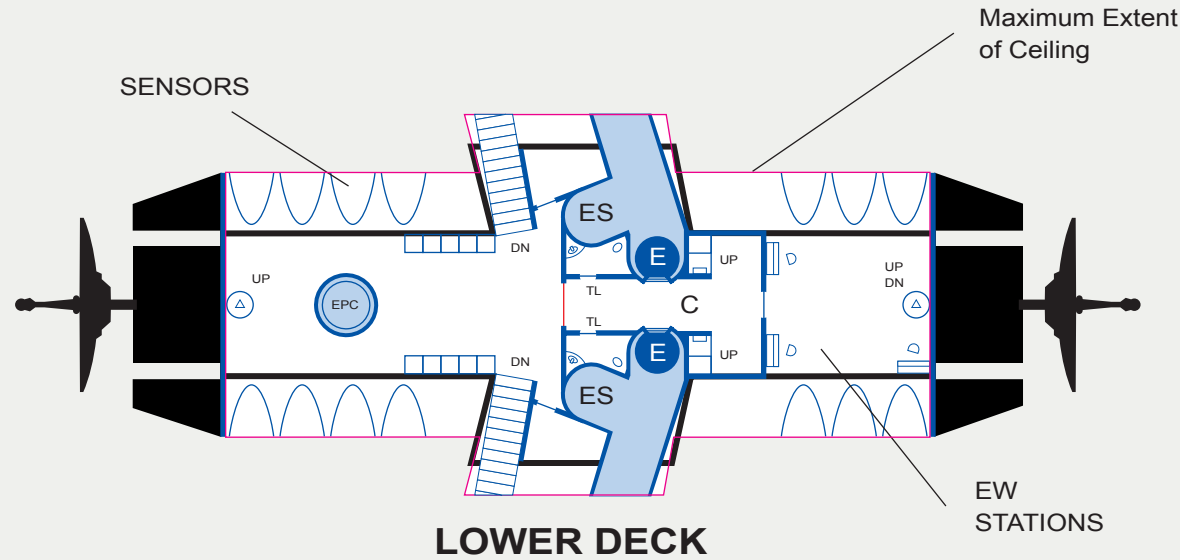 Maximum Extent
of Ceiling
SENSORS
ES
DN
E
UP
UP
UP
DN
EPC
TL
C
TL
E
UP
DN
ES
EW
STATIONS
LOWER DECK